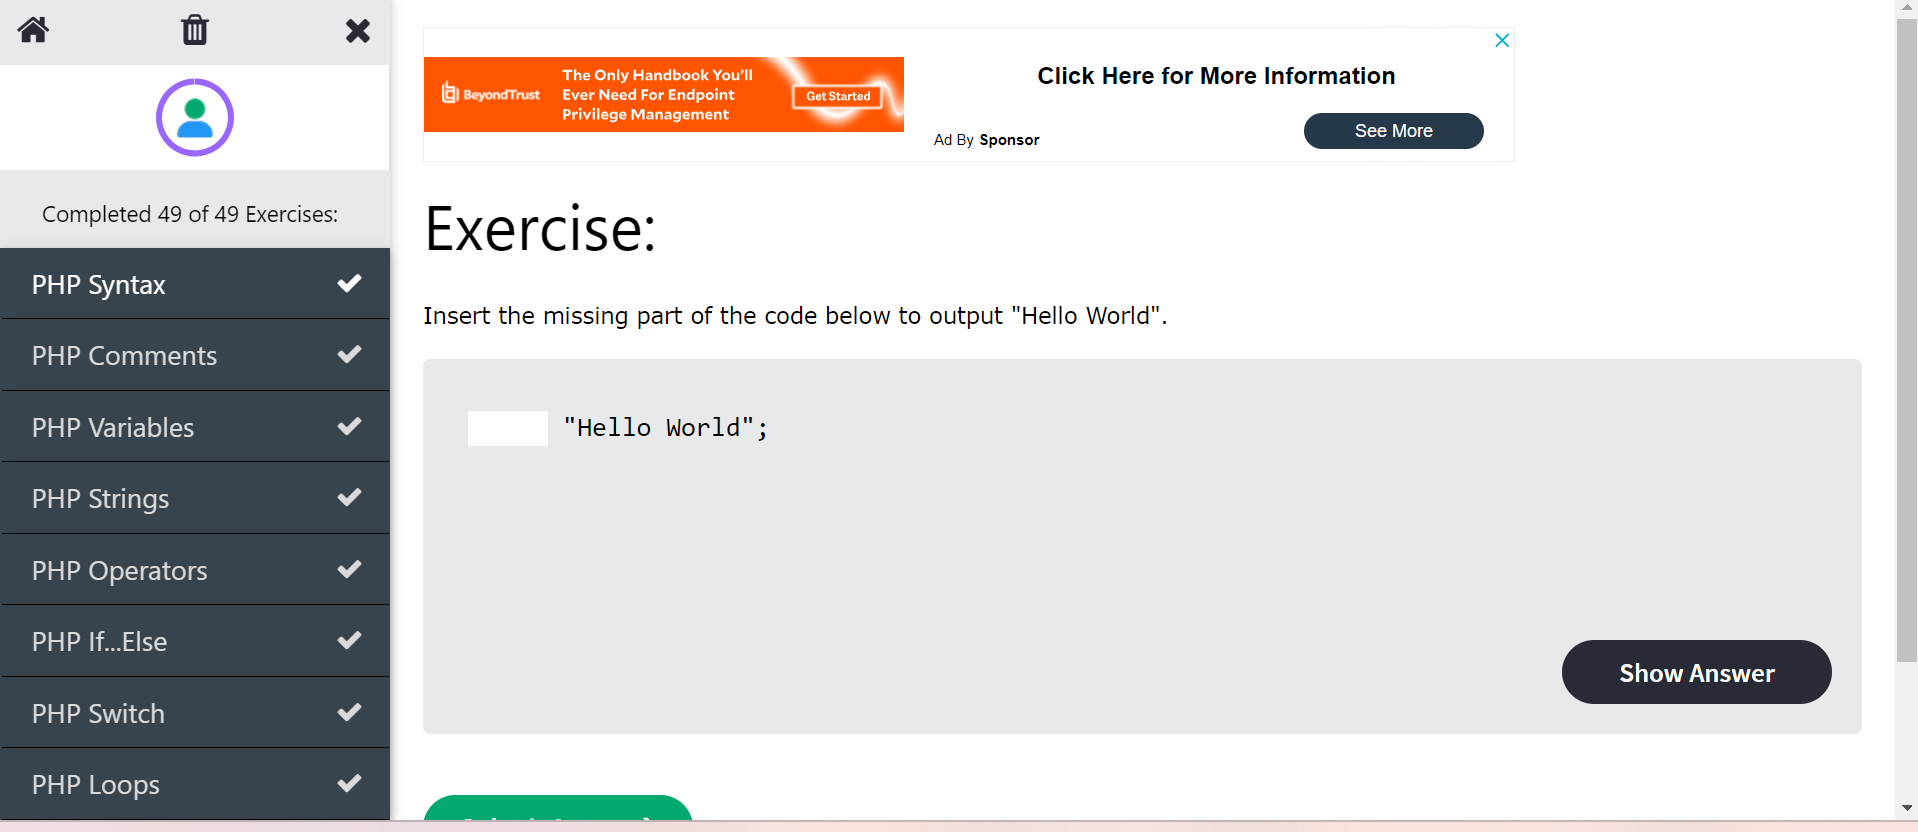 Completed 49 of 49 Exercises:
PHP Syntax
PHP Comments
PHP Variables
PHP Strings
PHP Operators
PHP If...Else
PHP Switch
PHP Loops
BeyondTrust
The Only Handbook You'll
Ever Need For Endpoint
Privilege Management
Get Started
Click Here for More Information
Ad By Sponsor
See More
Exercise:
Insert the missing part of the code below to output "Hello World".
"Hello World";
Show Answer